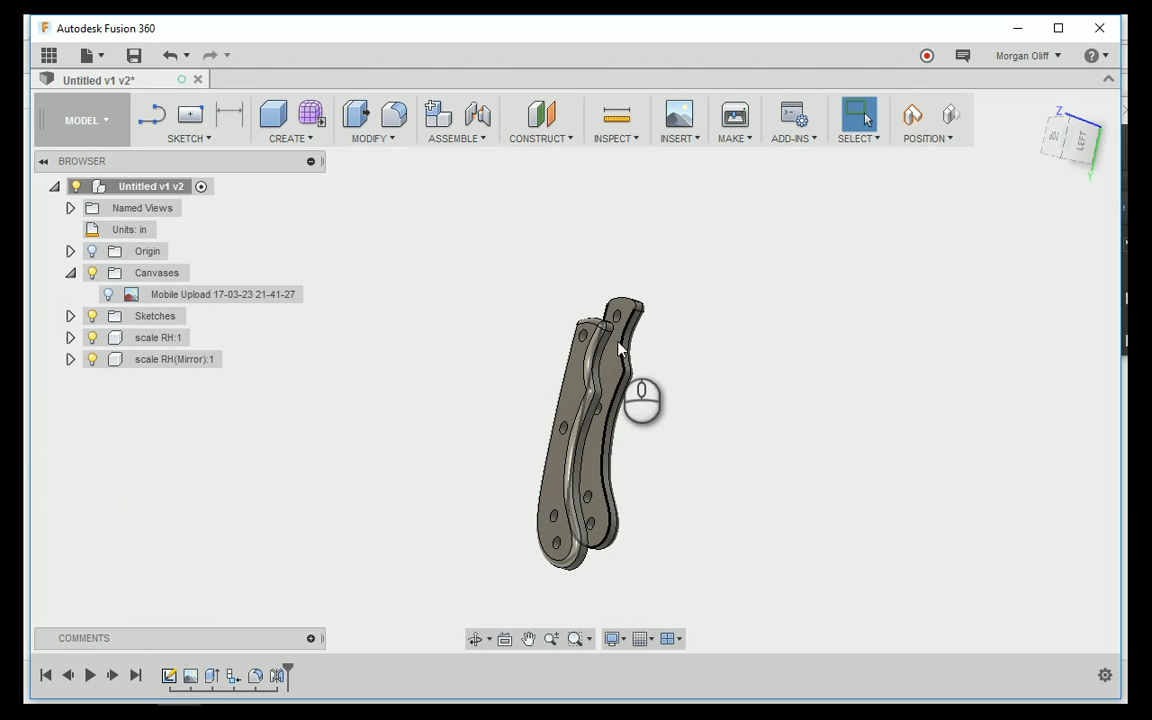 Autodesk Fusion 360
Morgan Oliff
Untitled v1 v2*
MODEL
SKETCH
CREATE
MODIFY
ASSEMBLE
CONSTRUCT
INSPECT
INSERT
MAKE
ADD-INS
SELECT
POSITION
Z
LEFT
Y
BROWSER
Untitled v1 v2
Named Views
Units: in
Origin
Canvases
Mobile Upload 17-03-23 21-41-27
Sketches
scale RH:1
scale RH(Mirror):1
COMMENTS